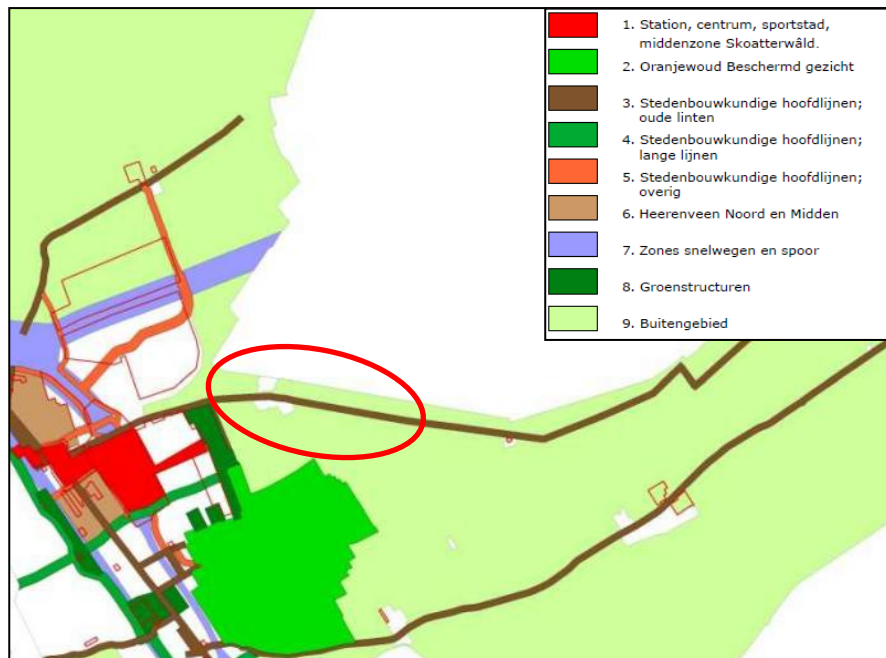 1. Station, centrum, sportstad,
middenzone Skoatterwâld.
2. Oranjewoud Beschermd gezicht
3. Stedenbouwkundige hoofdlijnen;
oude linten
4. Stedenbouwkundige hoofdlijnen;
lange lijnen
5. Stedenbouwkundige hoofdlijnen;
overig
6. Heerenveen Noord en Midden
7. Zones snelwegen en spoor
8. Groenstructuren
9. Buitengebied